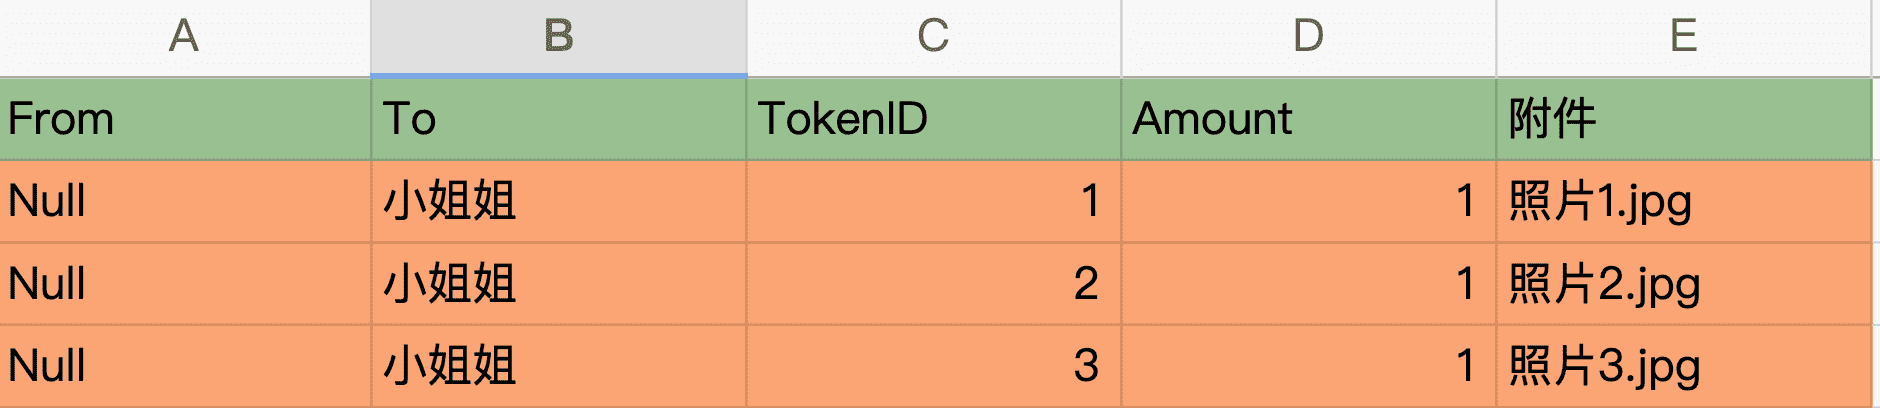 A B C D E
From To TokenID Amount 附件
Null 小姐姐 1 1 照片1.jpg
Null 小姐姐 2 1 照片2.jpg
Null 小姐姐 3 1 照片3.jpg